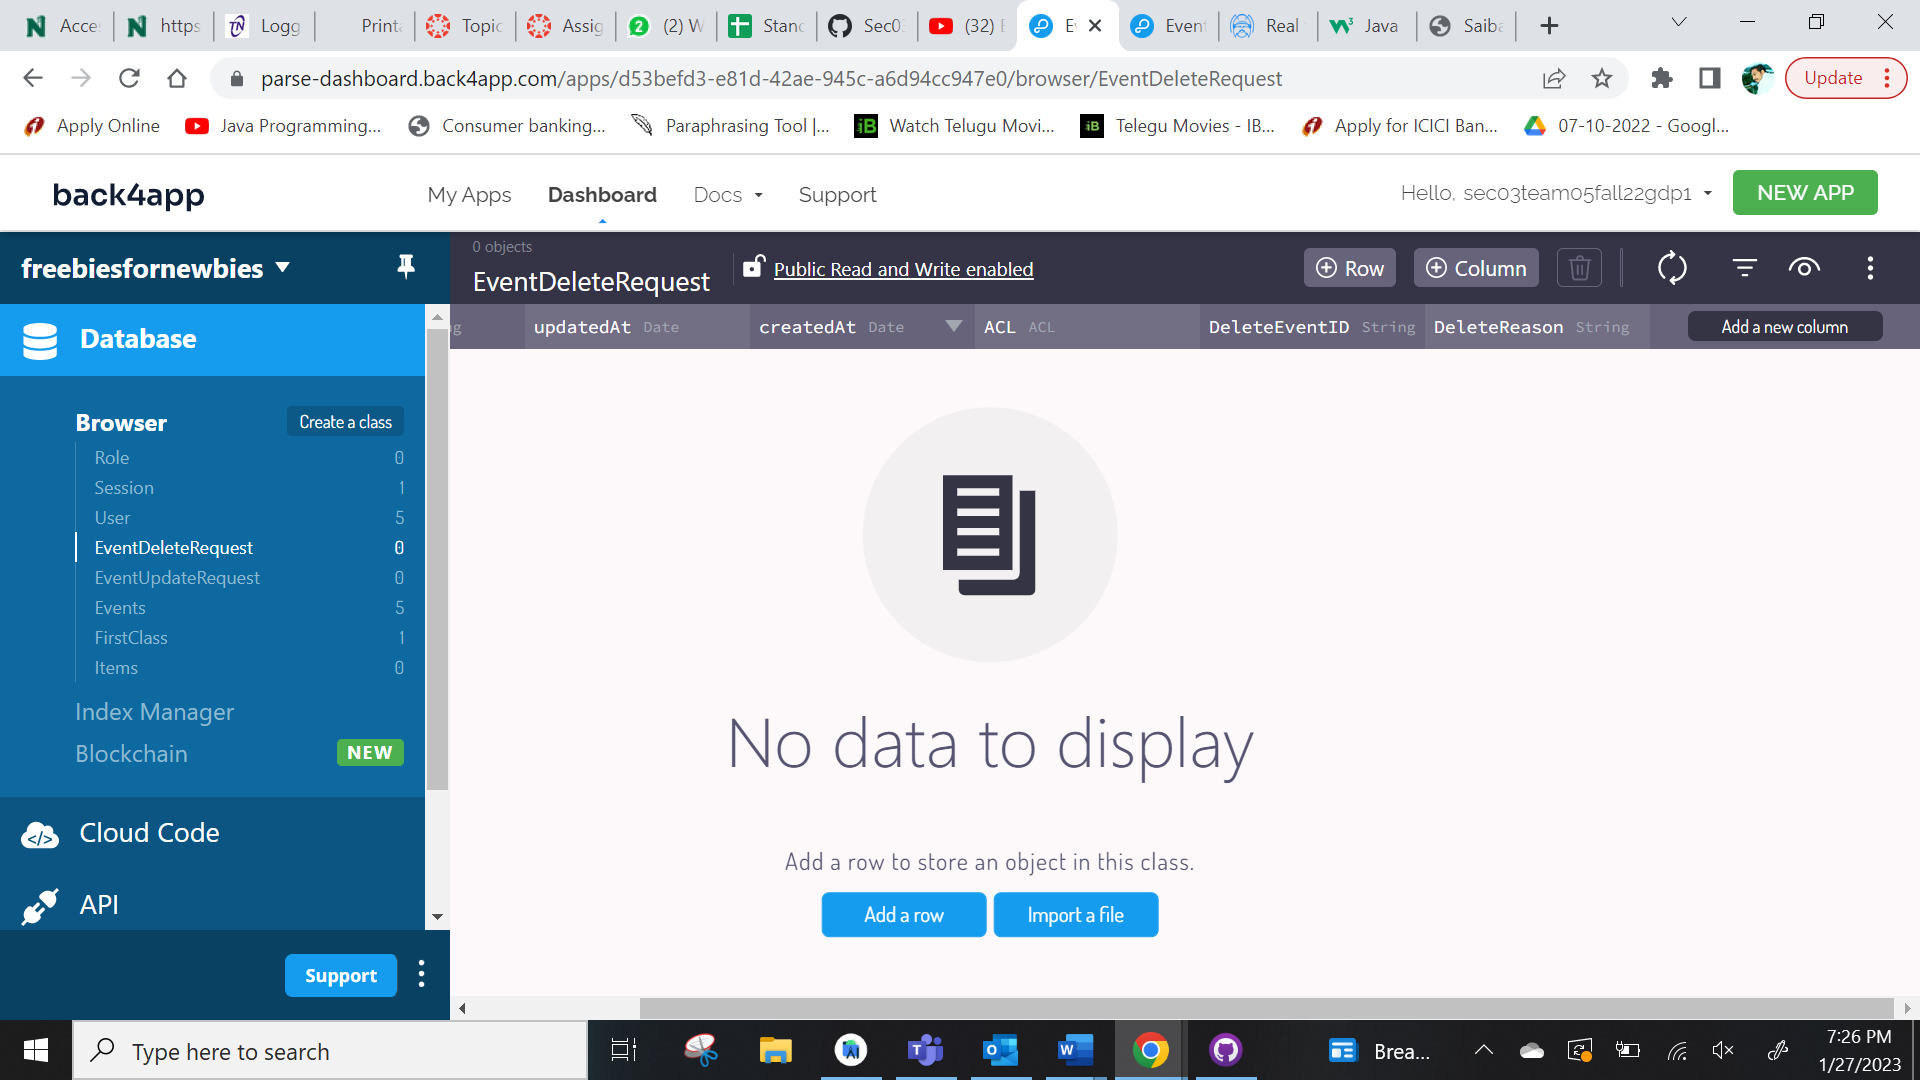 Acce
https
Logg
Printa
Topic
Assig
(2) W
Stanc
Sec03
(32) E
Ev
Event
Real
Java
Saiba
parse-dashboard.back4app.com/apps/d53befd3-e81d-42ae-945c-a6d94cc947e0/browser/EventDeleteRequest
Update
Apply Online
Java Programming...
Consumer banking...
Paraphrasing Tool |...
Watch Telugu Movi...
Telegu Movies - IB...
Apply for ICICI Ban...
07-10-2022 - Googl...
back4app
My Apps
Dashboard
Docs
Support
Hello, sec03team05fall22gdp1
NEW APP
freebiesfornewbies
0 objects
EventDeleteRequest
Public Read and Write enabled
Row
Column
ng
updatedAt Date
createdAt Date
ACL ACL
DeleteEventID String
DeleteReason String
Add a new column
Database
Browser
Create a class
Role 0
Session 1
User 5
EventDeleteRequest 0
EventUpdateRequest 0
Events 5
FirstClass 1
Items 0
Index Manager
Blockchain NEW
Cloud Code
API
Support
No data to display
Add a row to store an object in this class.
Add a row
Import a file
Type here to search
Brea...
7:26 PM
1/27/2023